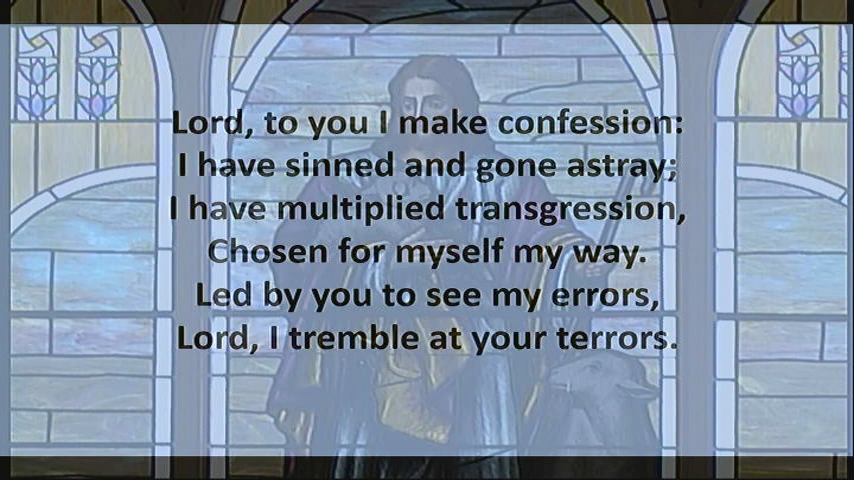 Lord, to you I make confession:
I have sinned and gone astray;
I have multiplied transgression,
Chosen for myself my way.
Led by you to see my errors,
Lord, I tremble at your terrors.